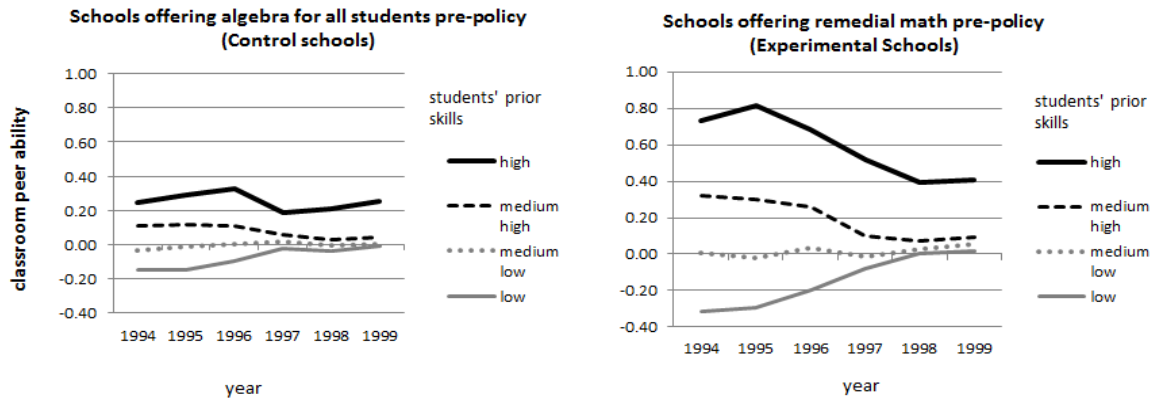 Schools offering algebra for all students pre-policy
(Control schools)
classroom peer ability
1.00
0.80
0.60
0.40
0.20
0.00
-0.20
-0.40
1994 1995 1996 1997 1998 1999
year
students' prior
skills
high
medium
high
medium
low
low
Schools offering remedial math pre-policy
(Experimental Schools)
1.00
0.80
0.60
0.40
0.20
0.00
-0.20
-0.40
1994 1995 1996 1997 1998 1999
year
students' prior
skills
high
medium
high
medium
low
low